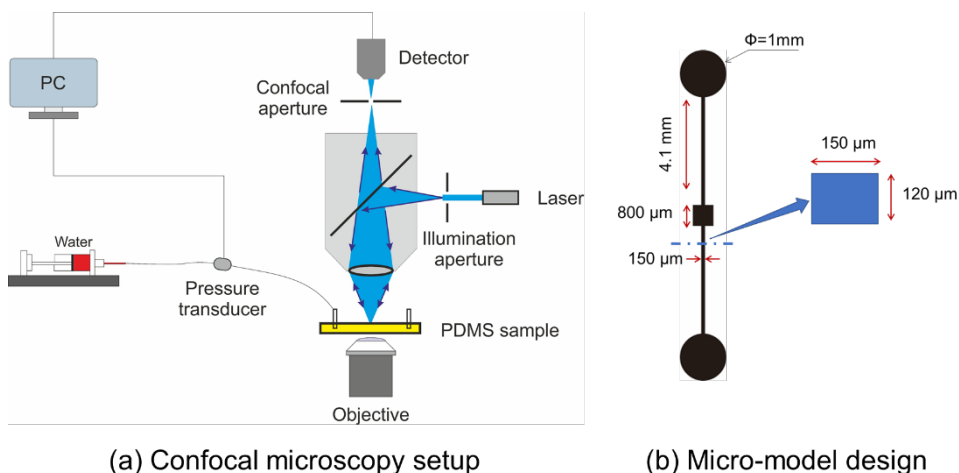 PC
Detector
Confocal
aperture
Laser
Illumination
aperture
Water
Pressure
transducer
PDMS sample
Objective
(a) Confocal microscopy setup
Φ=1mm
4.1 mm
150 µm
120 µm
800 µm
150 µm
(b) Micro-model design